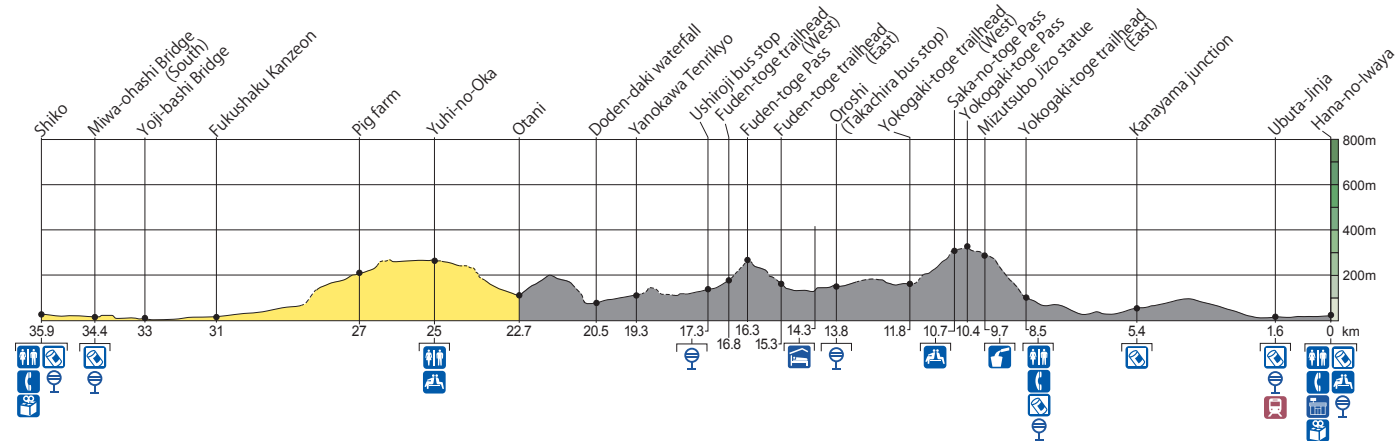 Shiko
Miwa-ohashi Bridge
(South)
Yoji-bashi Bridge
Fukushaku Kanzeon
Pig farm
Yuhi-no-Oka
Otani
Doden-daki waterfall
Yanokawa Tenrikyo
Ushiroji bus stop
Fuden-toge trailhead
(West)
Fuden-toge Pass
Fuden-toge trailhead
(East)
Oroshi
(Takachira bus stop)
Yokogaki-toge trailhead
(West)
Saka-no-toge Pass
Yokogaki-toge Pass
Mizutsubo Jizo statue
Yokogaki-toge trailhead
(East)
Kanayama junction
Ubuta-Jinja
Hana-no-Iwaya
800m
600m
400m
200m
35.9
34.4
33
31
27
25
22.7
20.5
19.3
17.3
16.8
16.3
15.3
14.3
13.8
11.8
10.7
10.4
9.7
8.5
5.4
1.6
0 km